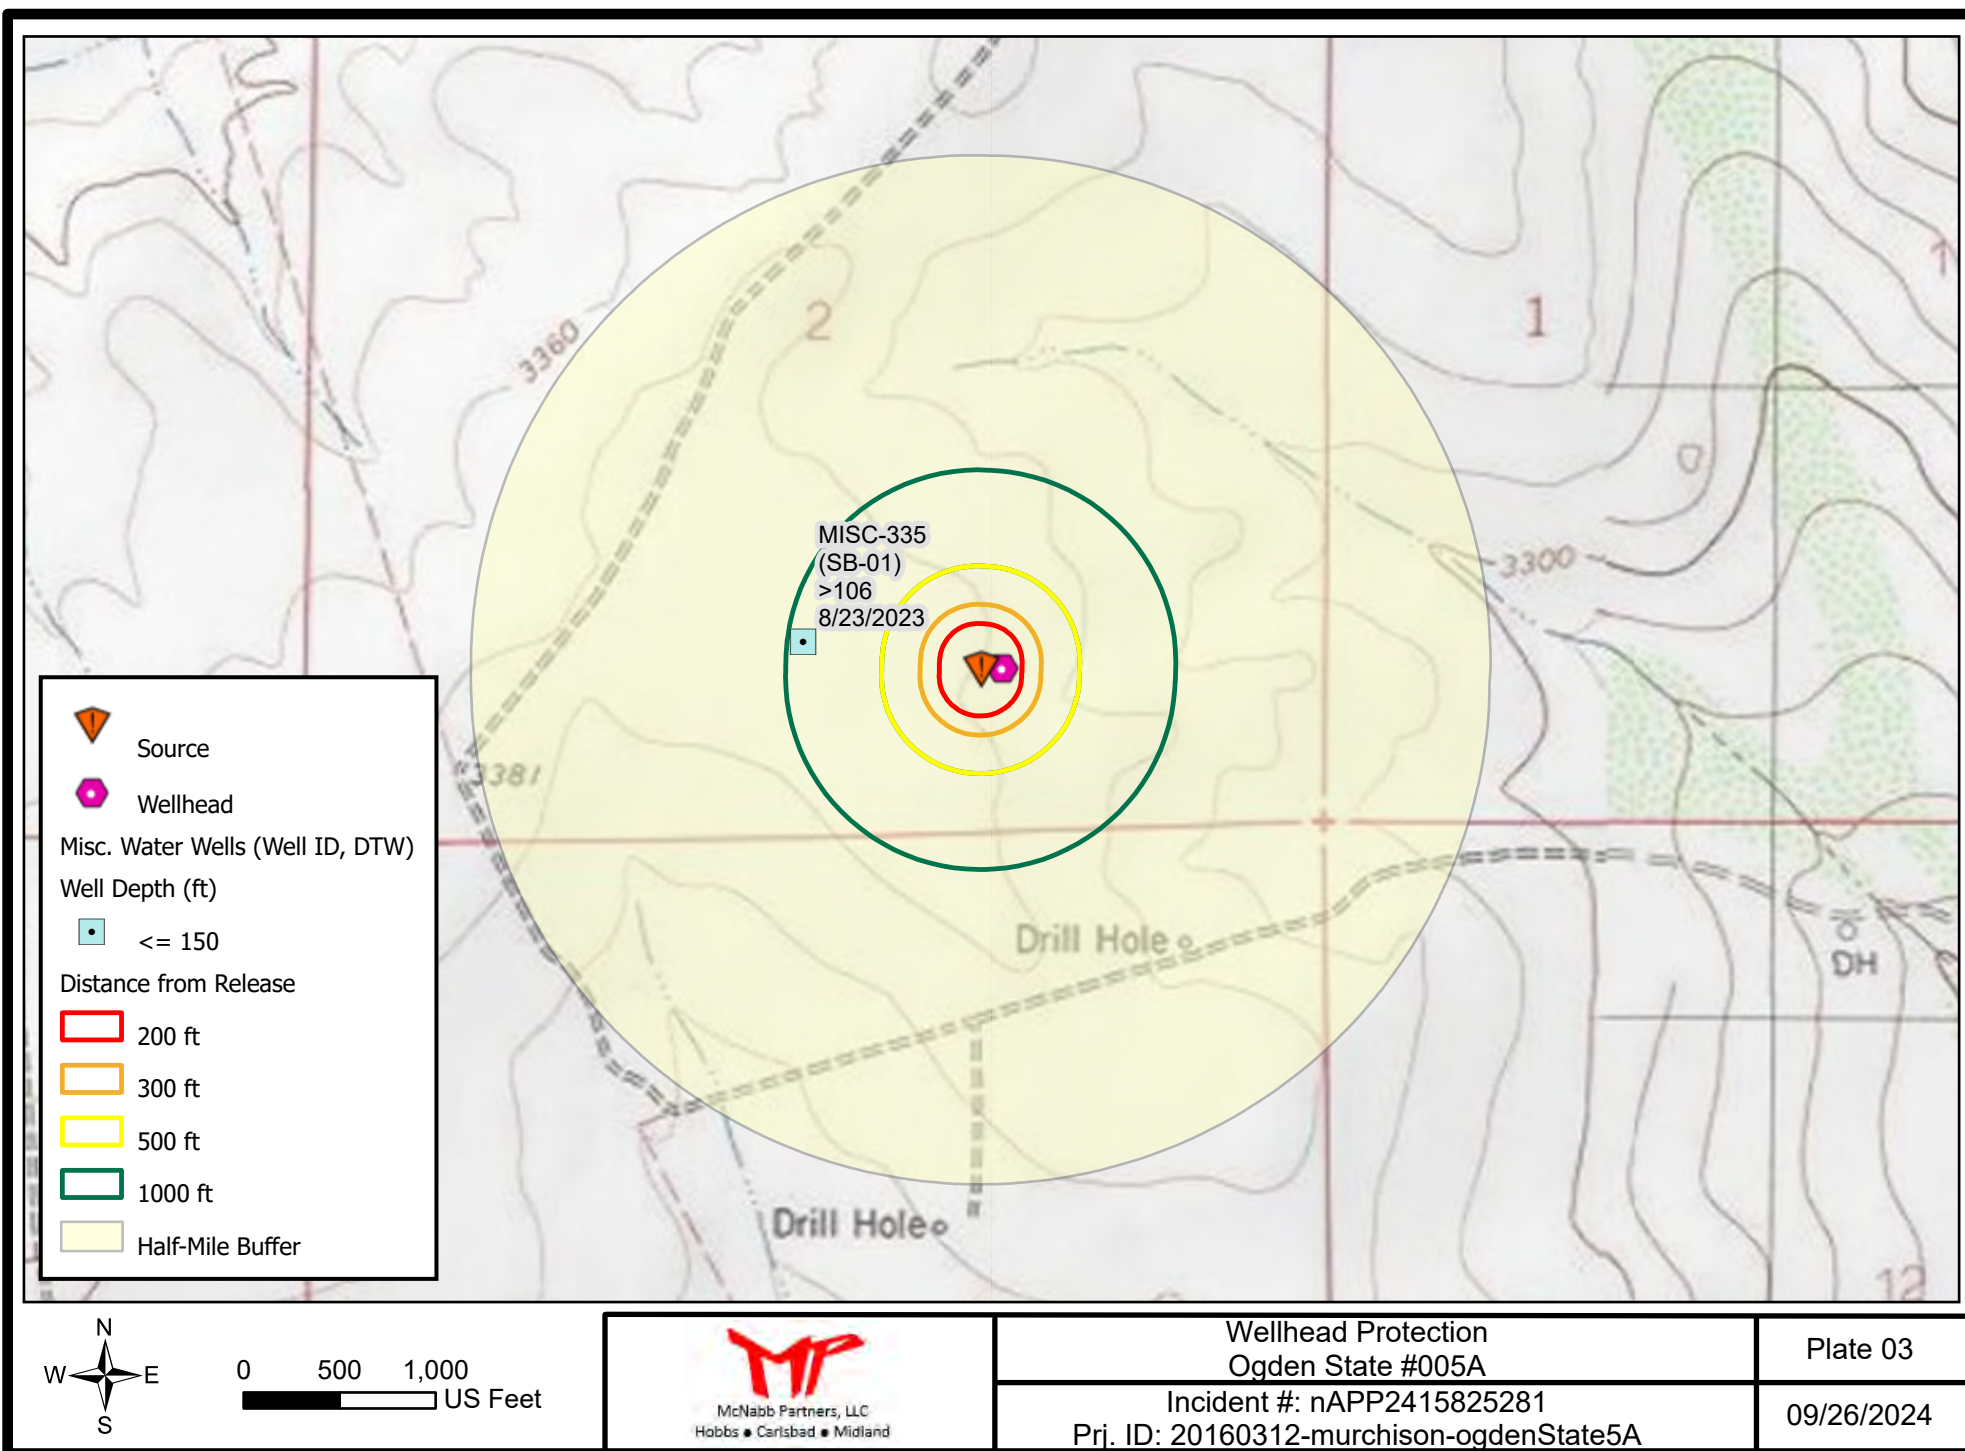 2
1
3360
MISC-335
(SB-01)
>106
8/23/2023
3300
3381
Drill Hole
DH
Drill Hole
12
Source
Wellhead
Misc. Water Wells (Well ID, DTW)
Well Depth (ft)
<= 150
Distance from Release
200 ft
300 ft
500 ft
1000 ft
Half-Mile Buffer
N
W E
S
0 500 1,000
US Feet
McNabb Partners, LLC
Hobbs • Carlsbad • Midland
Wellhead Protection
Ogden State #005A
Incident #: nAPP2415825281
Prj. ID: 20160312-murchison-ogdenState5A
Plate 03
09/26/2024